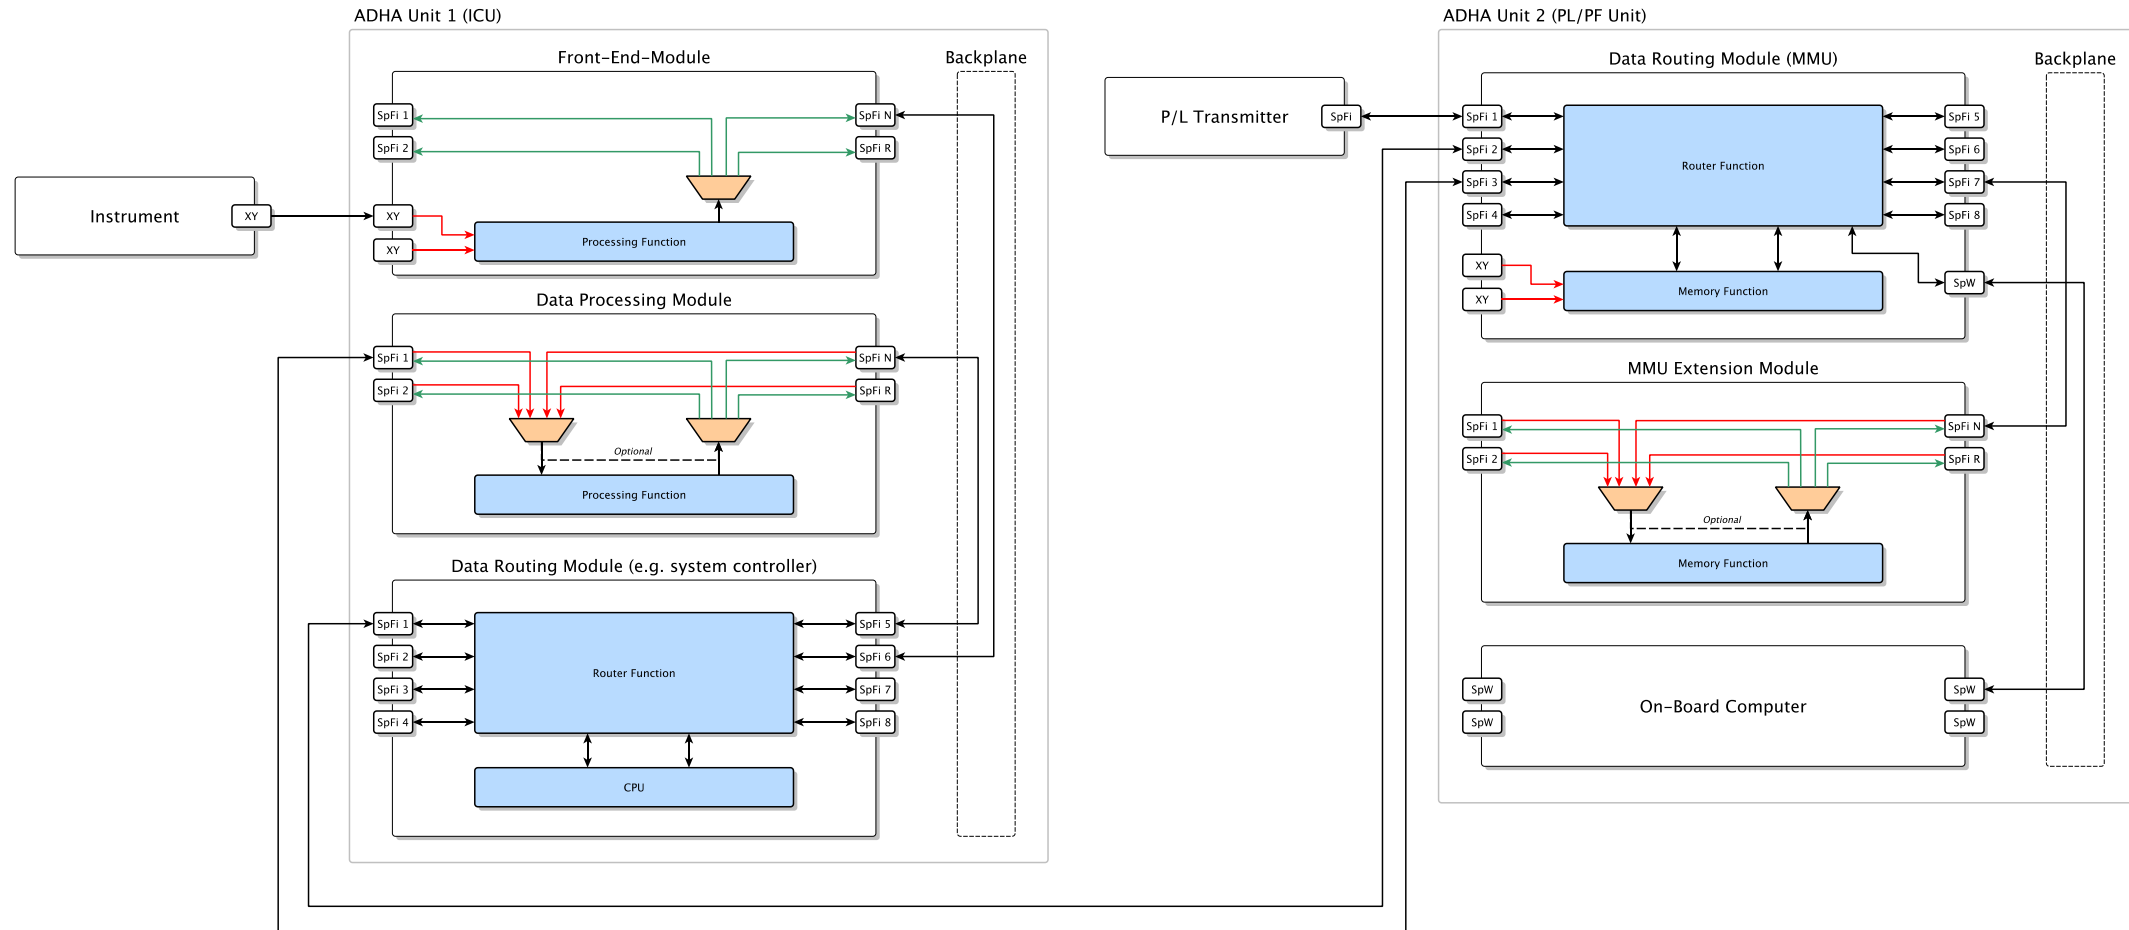 ADHA Unit 1 (ICU)
Front-End-Module
Backplane
SpFi 1
SpFi 2
SpFi N
SpFi R
Instrument
XY
XY
XY
Processing Function
Data Processing Module
SpFi 1
SpFi 2
SpFi N
SpFi R
Optional
Processing Function
Data Routing Module (e.g. system controller)
SpFi 1
SpFi 2
SpFi 3
SpFi 4
Router Function
SpFi 5
SpFi 6
SpFi 7
SpFi 8
CPU
P/L Transmitter
SpFi
ADHA Unit 2 (PL/PF Unit)
Data Routing Module (MMU)
Backplane
SpFi 1
SpFi 2
SpFi 3
SpFi 4
Router Function
SpFi 5
SpFi 6
SpFi 7
SpFi 8
XY
XY
Memory Function
SpW
MMU Extension Module
SpFi 1
SpFi 2
SpFi N
SpFi R
Optional
Memory Function
SpW
SpW
On-Board Computer
SpW
SpW